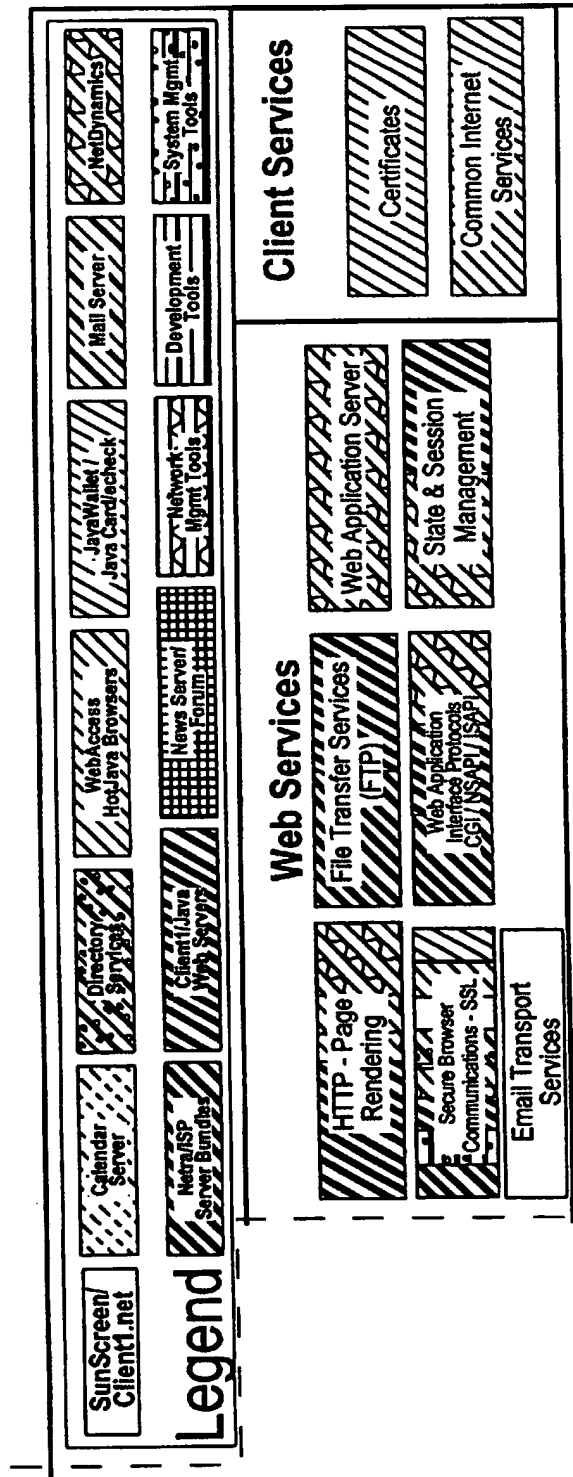 SunScreen/
Client1.net
Calendar
Server
Directory
Services
WebAccess
HotJava Browsers
JavaWallet /
Java Card/echeck
Mail Server
NetDynamics
Legend
Netra/ISP
Server Bundles
Client1/Java
Web Servers
News Server/
Forum
Network
Mgmt Tools
Development
Tools
System Mgmt
Tools
Web Services
HTTP - Page
Rendering
File Transfer Services
(FTP)
Web Application Server
Secure Browser
Communications - SSL
Web Application
Interface Protocols
CGI / NSAPI / ISAPI
State & Session
Management
Email Transport
Services
Client Services
Certificates
Common Internet
Services